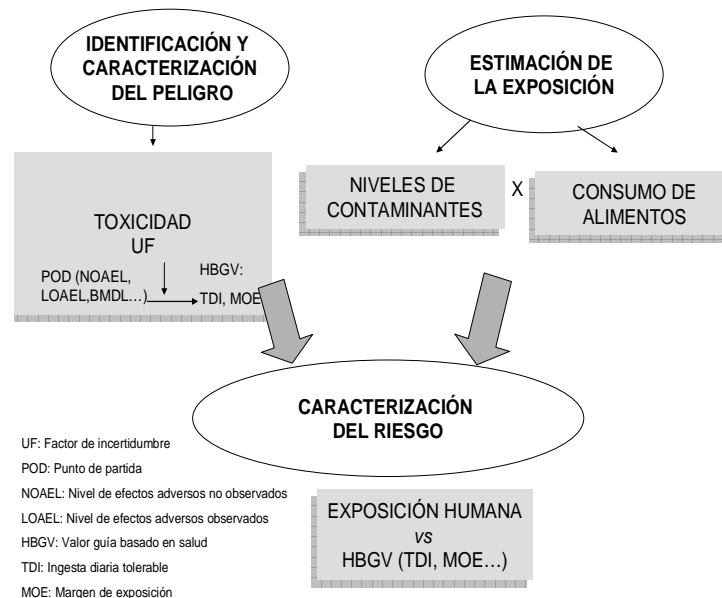 IDENTIFICACIÓN Y
CARACTERIZACIÓN
DEL PELIGRO
ESTIMACIÓN DE
LA EXPOSICIÓN
TOXICIDAD
UF
POD (NOAEL,
LOAEL,BMDL…)
HBGV:
TDI, MOE
NIVELES DE
CONTAMINANTES
X
CONSUMO DE
ALIMENTOS
CARACTERIZACIÓN
DEL RIESGO
EXPOSICIÓN HUMANA
vs
HBGV (TDI, MOE…)
UF: Factor de incertidumbre
POD: Punto de partida
NOAEL: Nivel de efectos adversos no observados
LOAEL: Nivel de efectos adversos observados
HBGV: Valor guía basado en salud
TDI: Ingesta diaria tolerable
MOE: Margen de exposición